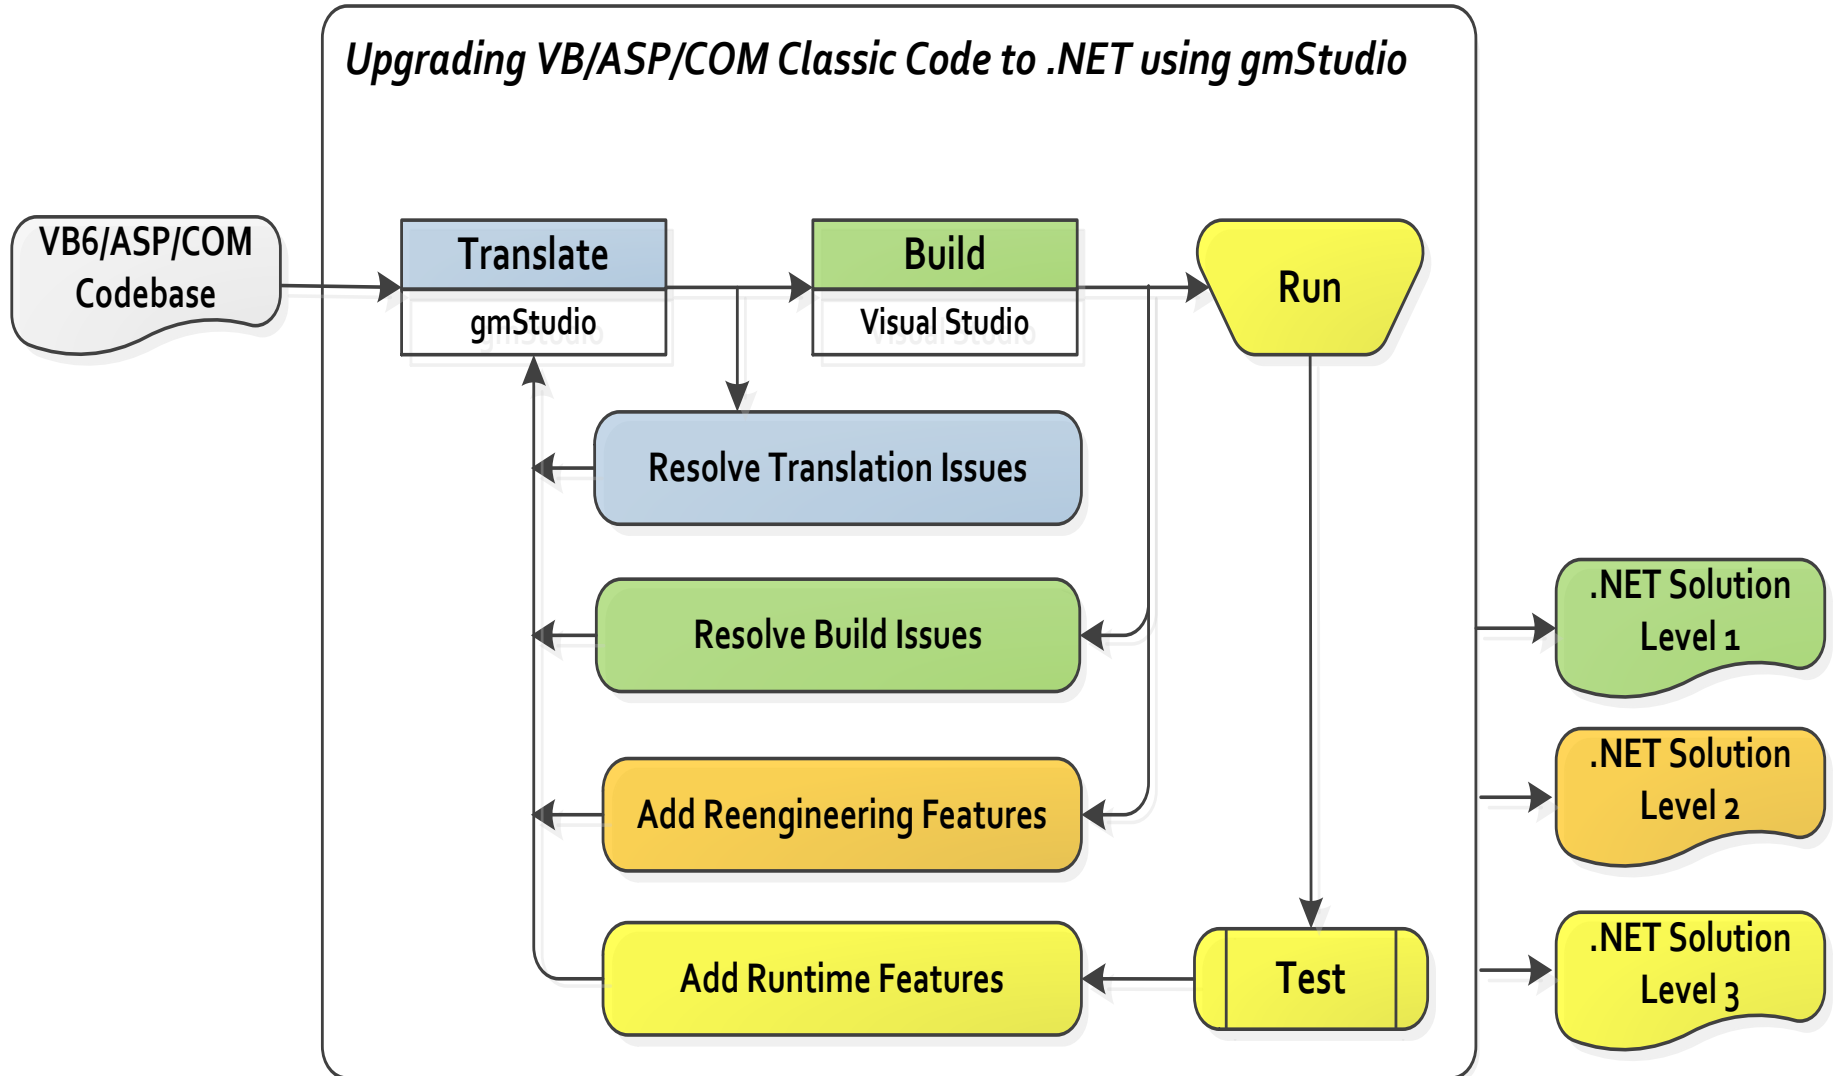 Upgrading VB/ASP/COM Classic Code to .NET using gmStudio
VB6/ASP/COM
Codebase
Translate
gmStudio
Build
Visual Studio
Run
Resolve Translation Issues
Resolve Build Issues
Add Reengineering Features
Add Runtime Features
Test
.NET Solution
Level 1
.NET Solution
Level 2
.NET Solution
Level 3